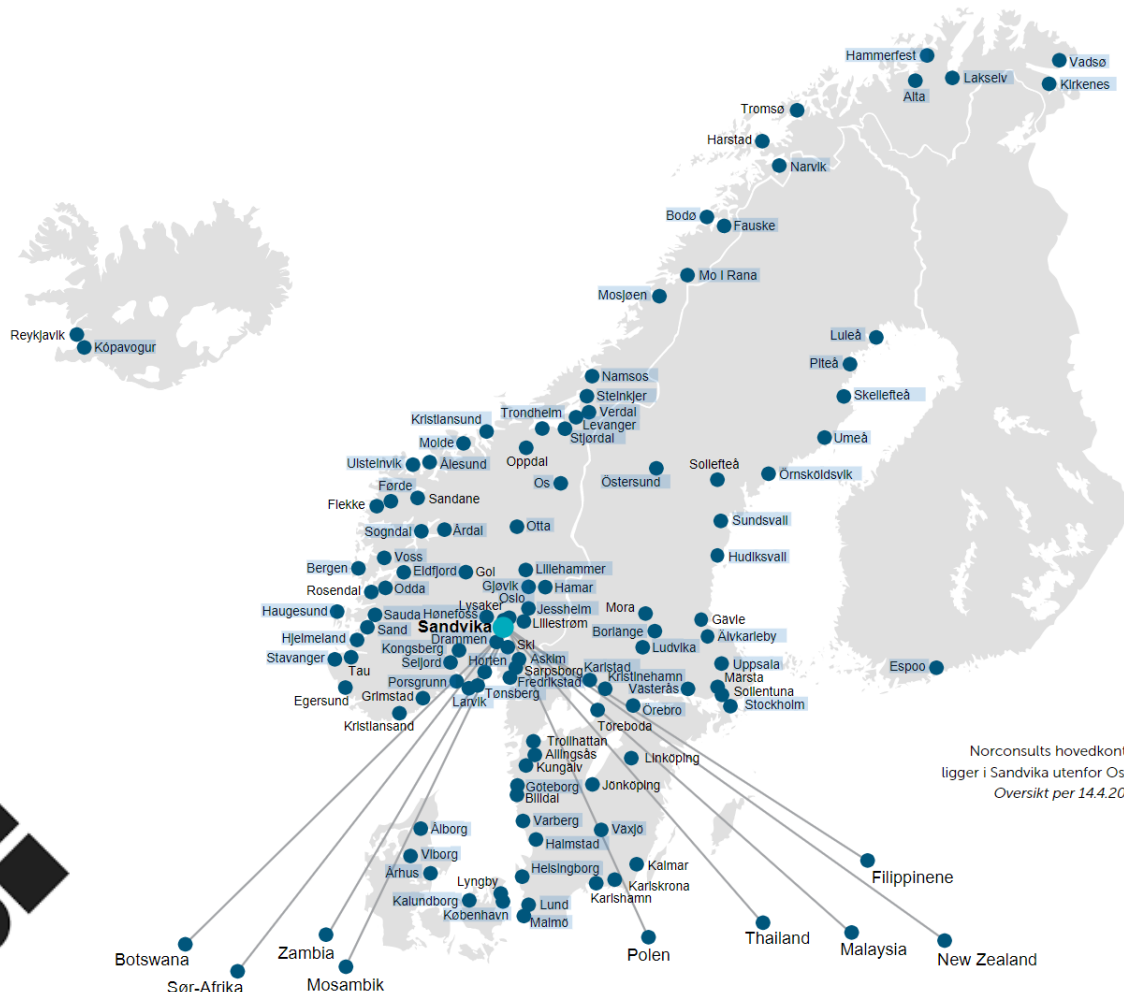 Hammerfest
Vadsø
Lakselv
Kirkenes
Alta
Tromsø
Harstad
Narvik
Bodø
Fauske
Mo I Rana
Mosjøen
Reykjavik
Kópavogur
Luleå
Piteå
Namsos
Steinkjer
Skellefteå
Trondheim
Verdal
Kristiansund
Levanger
Stjørdal
Molde
Umeå
Oppdal
Ulsteinvik
Ålesund
Sollefteå
Østersund
Örnsköldsvik
Førde
Os
Sandane
Flekke
Sundsvall
Otta
Sogndal
Årdal
Hudiksvall
Voss
Bergen
Eidfjord
Gol
Lillehammer
Rosendal
Odda
Gjøvik
Hamar
Oslo
Lysaker
Jessheim
Mora
Haugesund
Sauda
Hønefoss
Lillestrøm
Gävle
Sand
Sandvika
Borlänge
Älvkarleby
Hjelmeland
Drammen
Ski
Ludvika
Kongsberg
Stavanger
Seljord
Horten
Askim
Uppsala
Espoo
Tau
Sarpsborg
Karlstad
Kristinehamn
Märsta
Porsgrunn
Fredrikstad
Västerås
Sollentuna
Egersund
Grimstad
Tønsberg
Larvik
Örebro
Stockholm
Kristiansand
Töreboda
Trollhättan
Alingsås
Linköping
Kungälv
Norconsults hovedkont
ligger i Sandvika utenfor Os
Oversikt per 14.4.20
Göteborg
Jönköping
Billdal
Varberg
Ålborg
Växjö
Halmstad
Viborg
Århus
Helsingborg
Kalmar
Lyngby
Karlskrona
Karlshamn
Filippinene
Kalundborg
København
Lund
Malmö
Botswana
Zambia
Polen
Thailand
Malaysia
New Zealand
Sør-Afrika
Mosambik